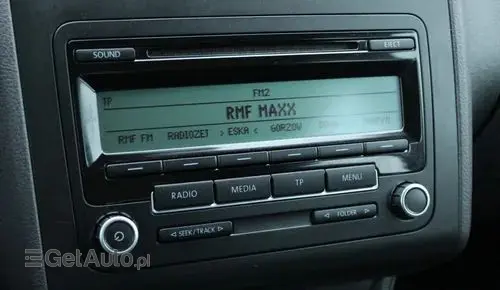 SOUND
EJECT
FM2
TP
RMF MAXX
RMF FM RADIOZET > ESKA < GORZOW
RADIO MEDIA TP MENU
◁ SEEK/TRACK ▷ ◁ FOLDER ▷
GetAuto.pl